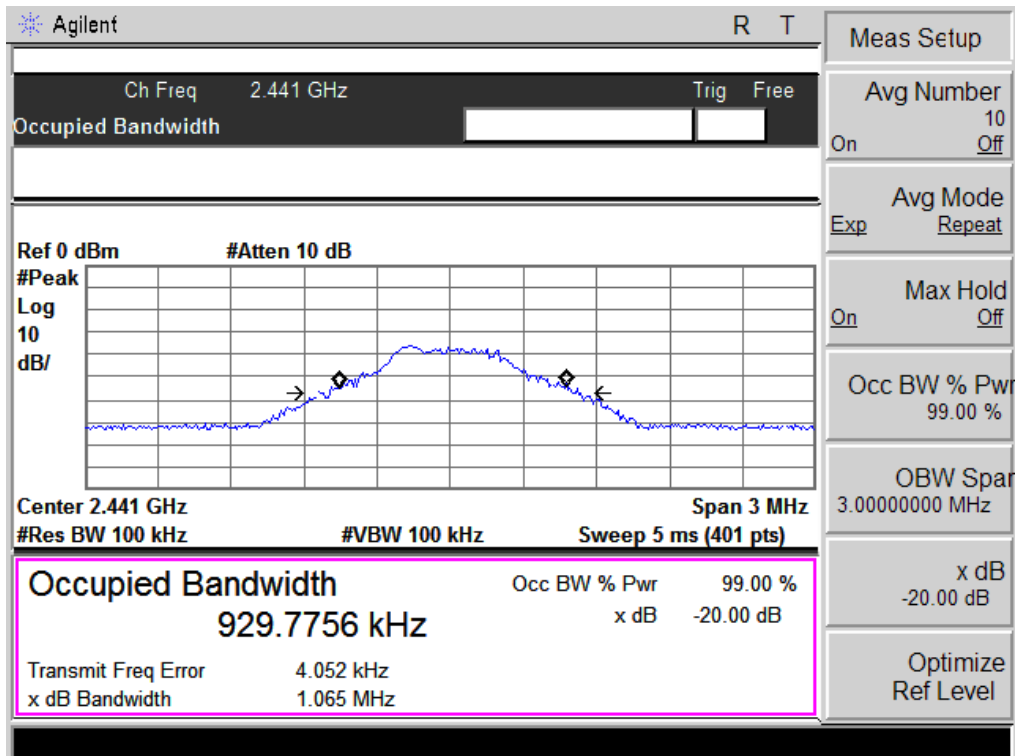 Agilent R T
Ch Freq 2.441 GHz Trig Free
Occupied Bandwidth
Ref 0 dBm #Atten 10 dB
#Peak
Log
10
dB/
Center 2.441 GHz Span 3 MHz
#Res BW 100 kHz #VBW 100 kHz Sweep 5 ms (401 pts)
Occupied Bandwidth Occ BW % Pwr 99.00 %
929.7756 kHz x dB -20.00 dB
Transmit Freq Error 4.052 kHz
x dB Bandwidth 1.065 MHz
Meas Setup
Avg Number
10
On Off
Avg Mode
Exp Repeat
Max Hold
On Off
Occ BW % Pwr
99.00 %
OBW Spar
3.00000000 MHz
x dB
-20.00 dB
Optimize
Ref Level